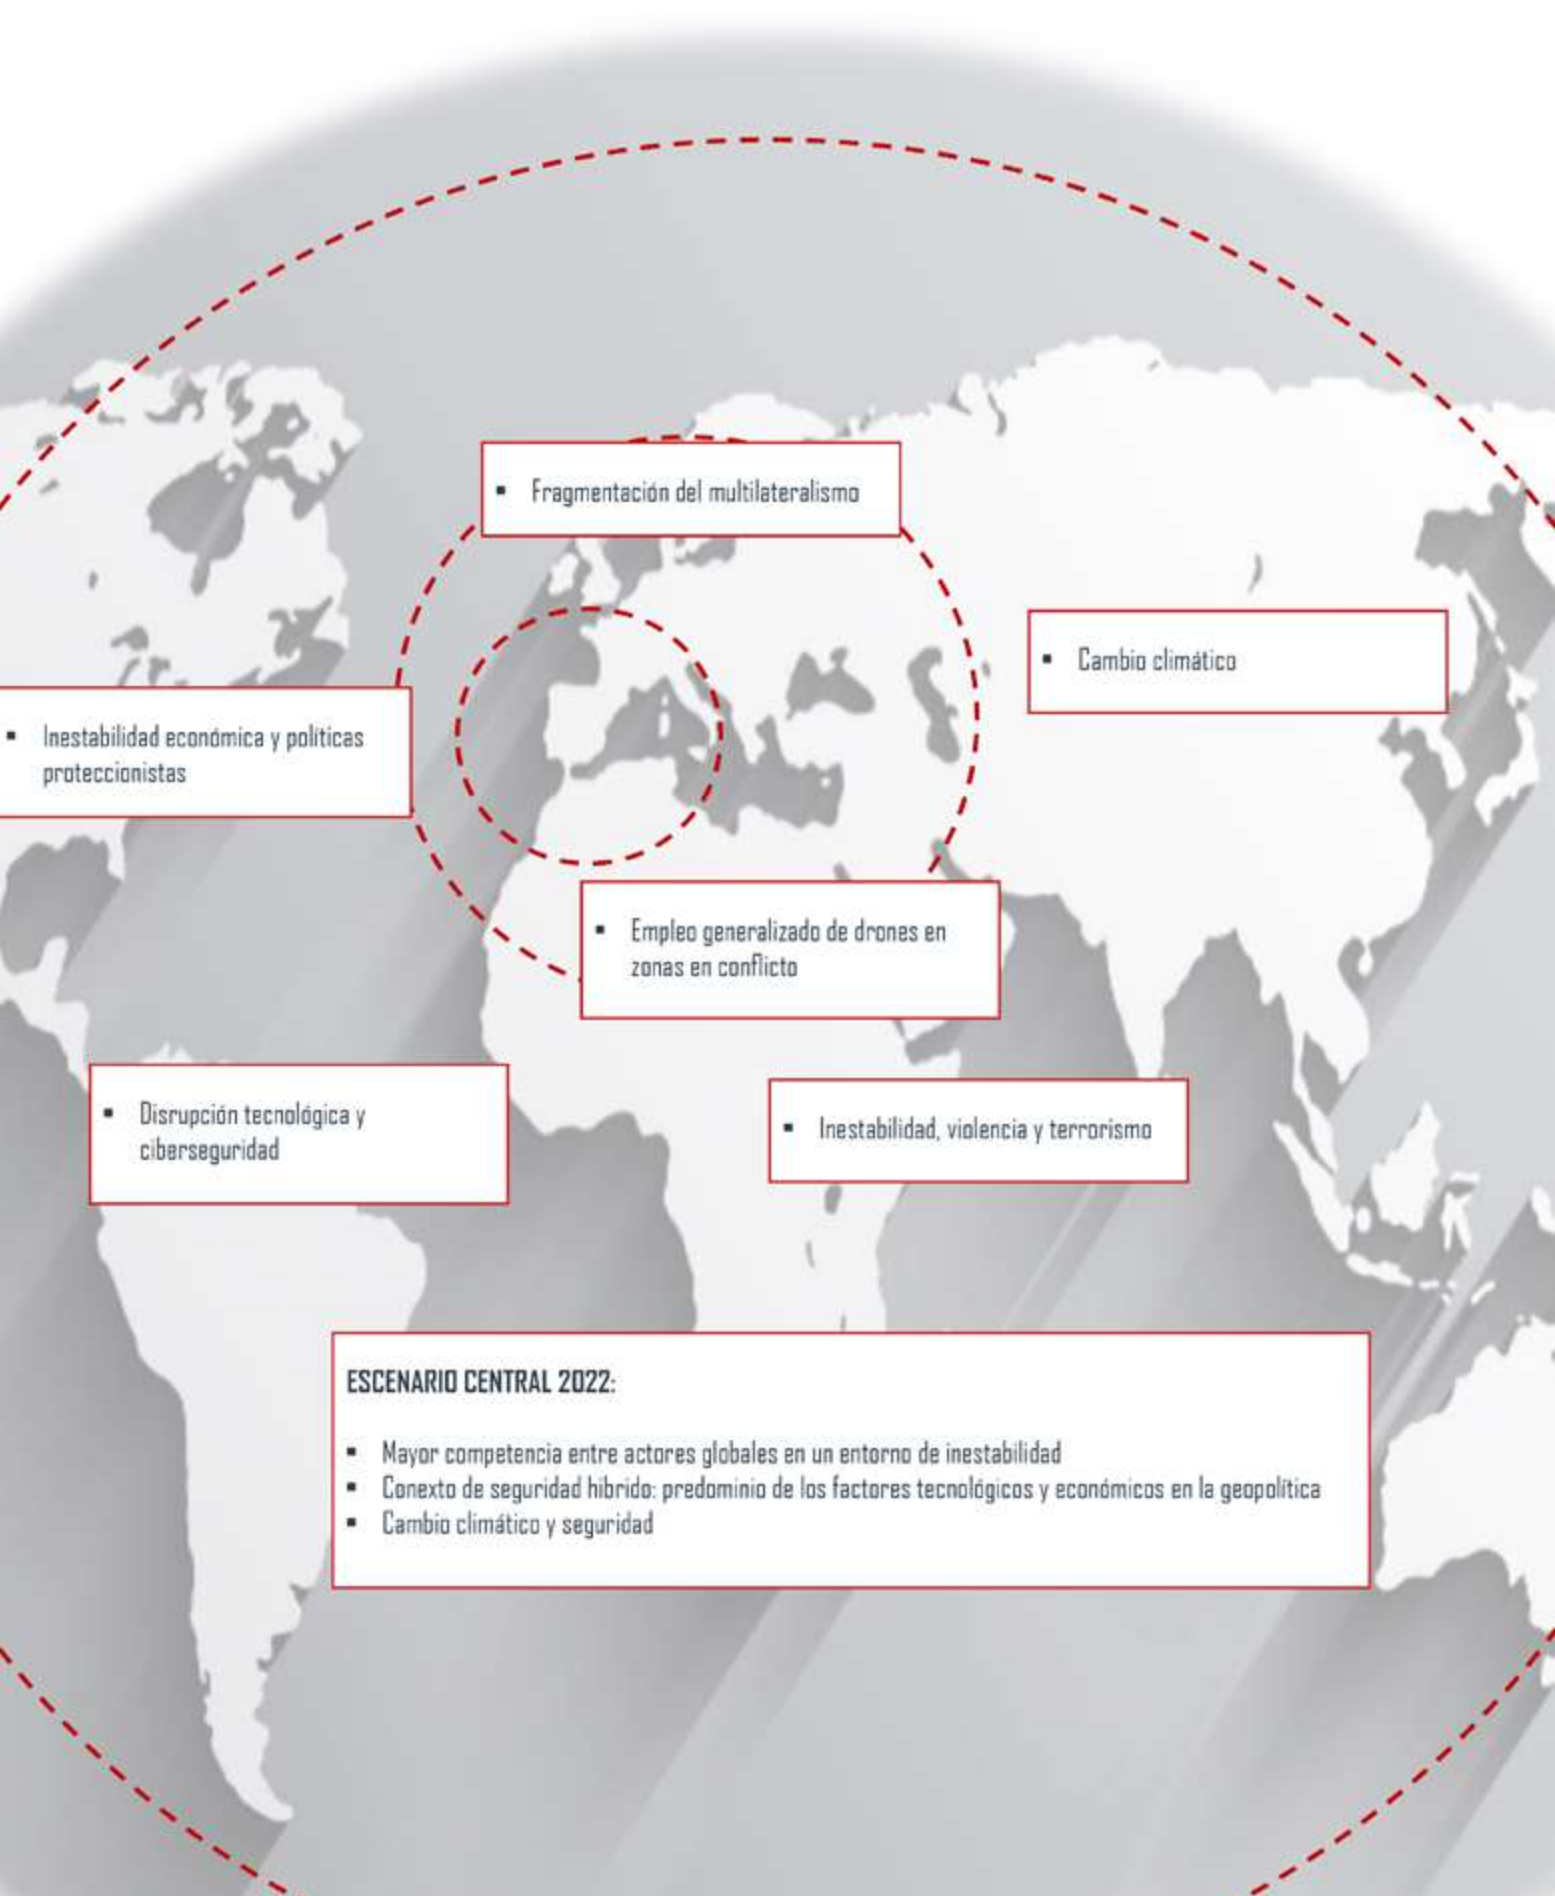 ▪ Fragmentación del multilateralismo
▪ Cambio climático
▪ Inestabilidad económica y políticas
proteccionistas
▪ Empleo generalizado de drones en
zonas en conflicto
▪ Disrupción tecnológica y
ciberseguridad
▪ Inestabilidad, violencia y terrorismo
ESCENARIO CENTRAL 2022:
▪ Mayor competencia entre actores globales en un entorno de inestabilidad
▪ Conexto de seguridad híbrido: predominio de los factores tecnológicos y económicos en la geopolítica
▪ Cambio climático y seguridad